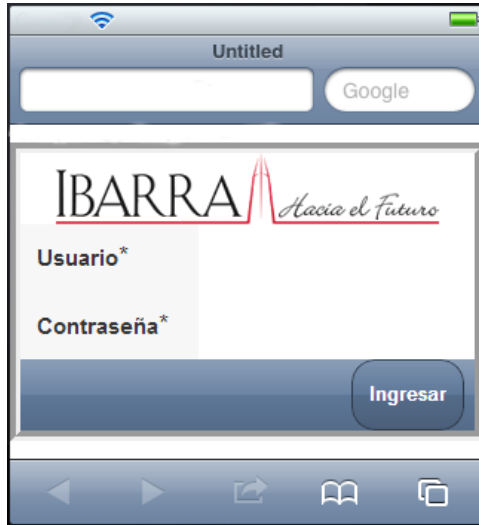 Untitled
Google
IBARRA Hacia el Futuro
Usuario*
Contraseña*
Ingresar